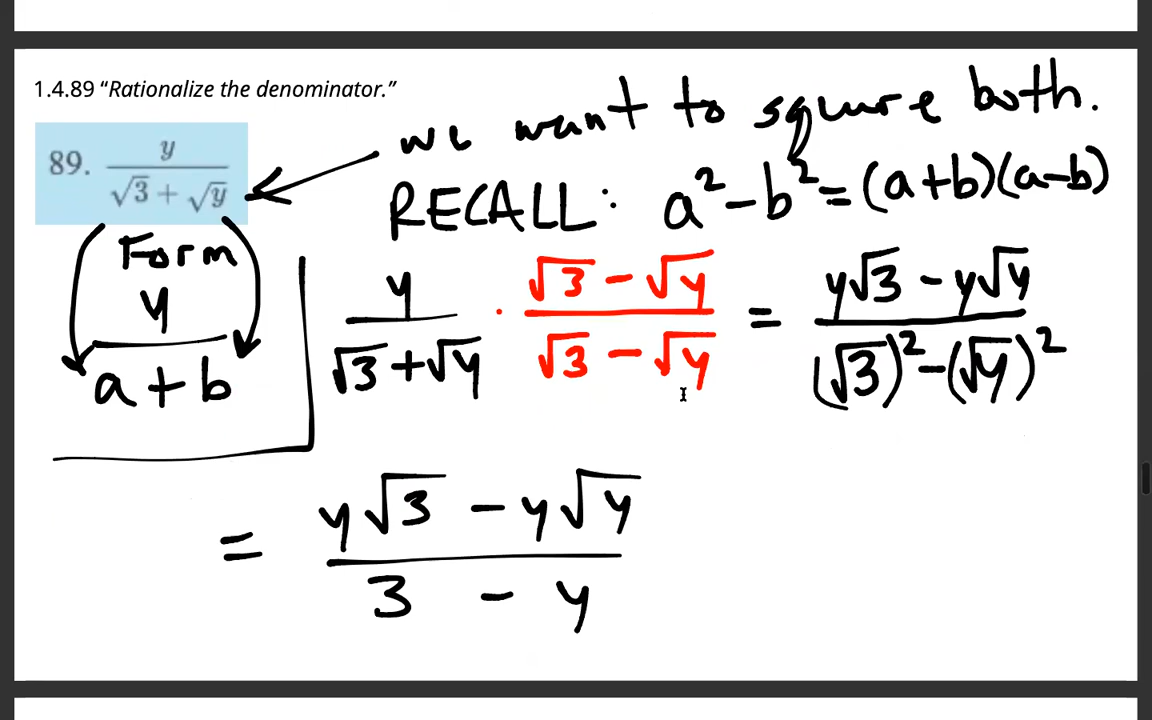 1.4.89 “Rationalize the denominator.”
we want to square both.
89. y / (√3 + √y)
RECALL: a² - b² = (a+b)(a-b)
Form
y / (a + b)
y / (√3 + √y) · (√3 - √y) / (√3 - √y) = (y√3 - y√y) / ((√3)² - (√y)²)
= (y√3 - y√y) / (3 - y)